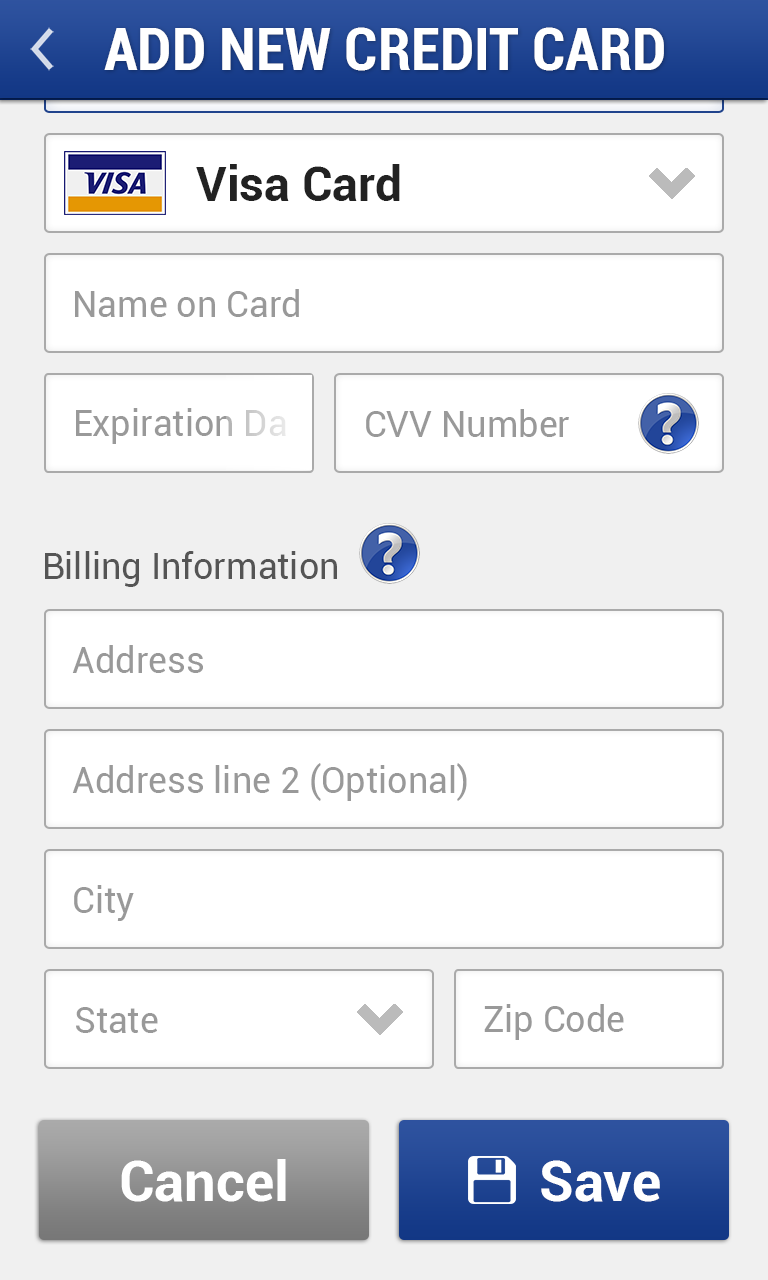 ADD NEW CREDIT CARD
VISA Visa Card
Name on Card
Expiration Da
CVV Number ?
Billing Information ?
Address
Address line 2 (Optional)
City
State
Zip Code
Cancel
Save